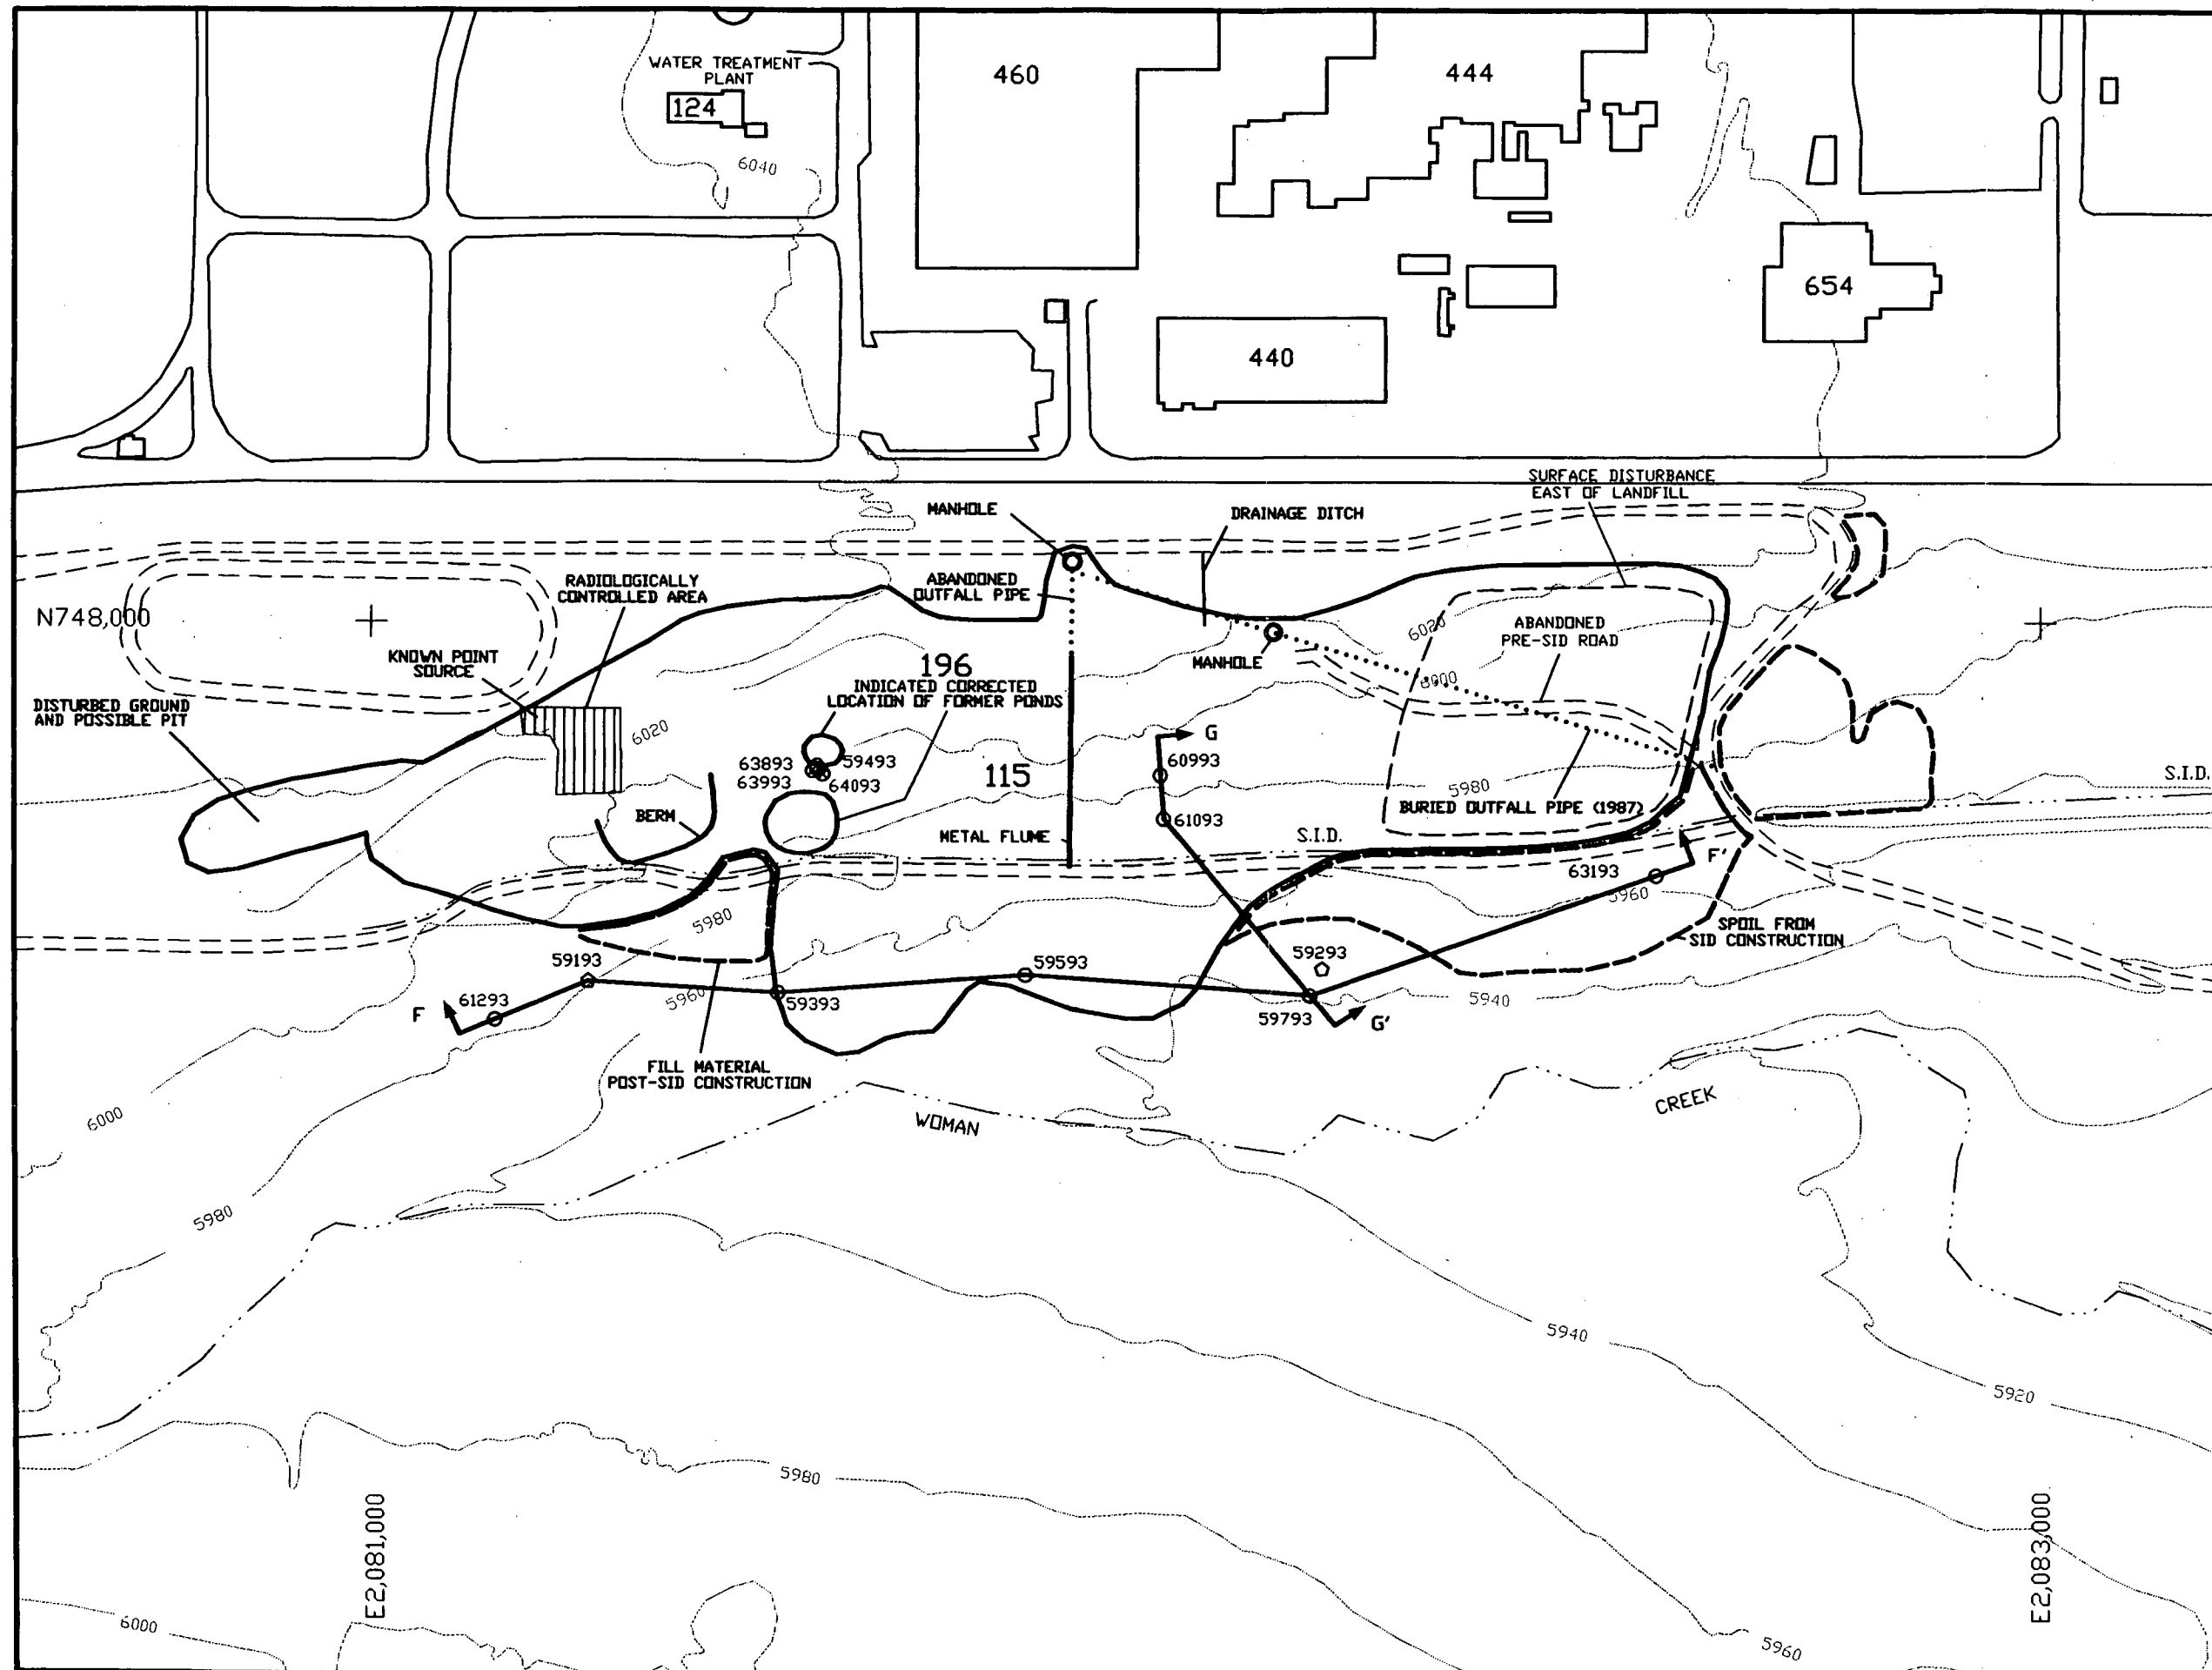 WATER TREATMENT
PLANT
124
460
444
6040
654
440
SURFACE DISTURBANCE
EAST OF LANDFILL
MANHOLE
DRAINAGE DITCH
RADIOLOGICALLY
CONTROLLED AREA
ABANDONED
OUTFALL PIPE
N748,000
6020
ABANDONED
PRE-SID ROAD
KNOWN POINT
SOURCE
196
MANHOLE
6000
INDICATED CORRECTED
LOCATION OF FORMER PONDS
DISTURBED GROUND
AND POSSIBLE PIT
6020
G
63893
59493
60993
63993
64093
115
S.I.D.
5980
BURIED OUTFALL PIPE (1987)
BERM
61093
METAL FLUME
S.I.D.
F'
63193
5960
5980
SPOIL FROM
SID CONSTRUCTION
59193
59593
59293
61293
5960
59393
5940
F
59793
G'
FILL MATERIAL
POST-SID CONSTRUCTION
6000
WOMAN
CREEK
5980
5940
5920
5980
E2,081,000
E2,083,000
6000
5960